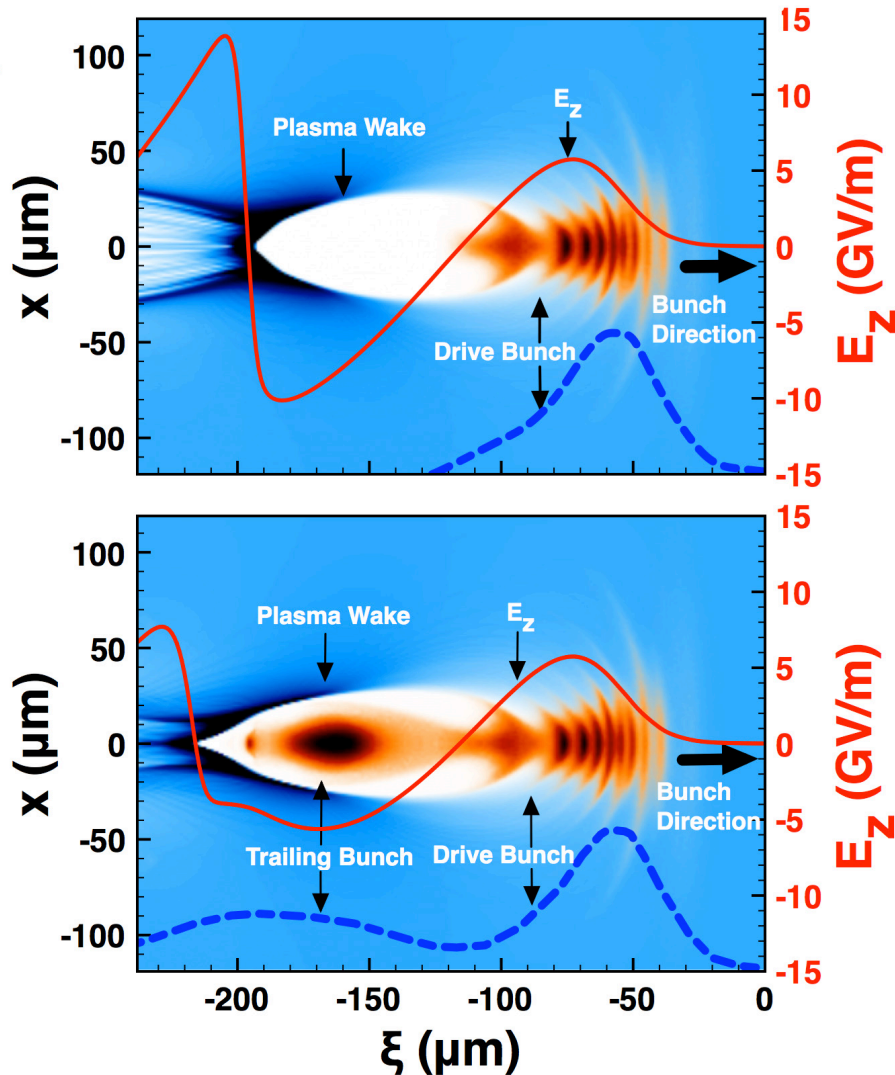 15
100
10
Plasma Wake
E_z
50
5
x (µm)
0
0
E_z (GV/m)
Bunch
Direction
-50
Drive Bunch
-5
-10
-100
-15
15
100
10
Plasma Wake
E_z
50
5
x (µm)
0
0
E_z (GV/m)
Bunch
Direction
-50
Trailing Bunch
Drive Bunch
-5
-10
-100
-15
-200
-150
-100
-50
0
ξ (µm)